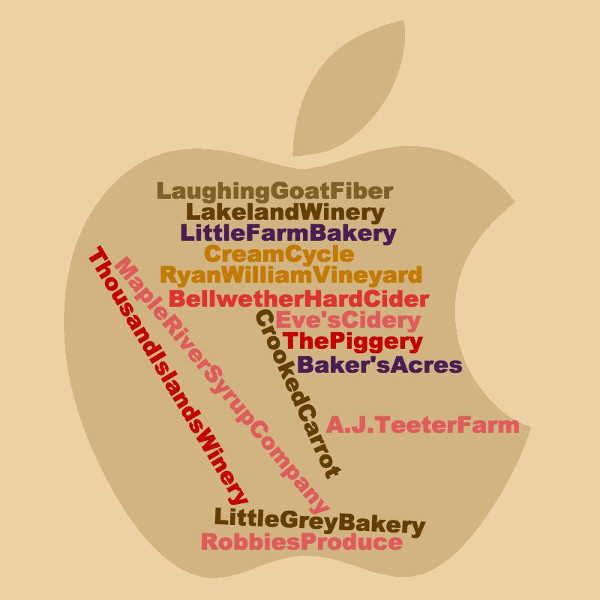 LaughingGoatFiber
LakelandWinery
LittleFarmBakery
CreamCycle
RyanWilliamVineyard
BellwetherHardCider
Eve'sCidery
ThePiggery
Baker'sAcres
ThousandIslandsWinery
MapleRiverSyrupCompany
CrookedCarrot
A.J.TeeterFarm
LittleGreyBakery
RobbiesProduce